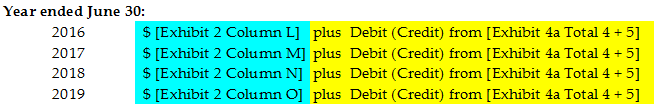 Year ended June 30:
2016 $ [Exhibit 2 Column L] plus Debit (Credit) from [Exhibit 4a Total 4 + 5]
2017 $ [Exhibit 2 Column M] plus Debit (Credit) from [Exhibit 4a Total 4 + 5]
2018 $ [Exhibit 2 Column N] plus Debit (Credit) from [Exhibit 4a Total 4 + 5]
2019 $ [Exhibit 2 Column O] plus Debit (Credit) from [Exhibit 4a Total 4 + 5]